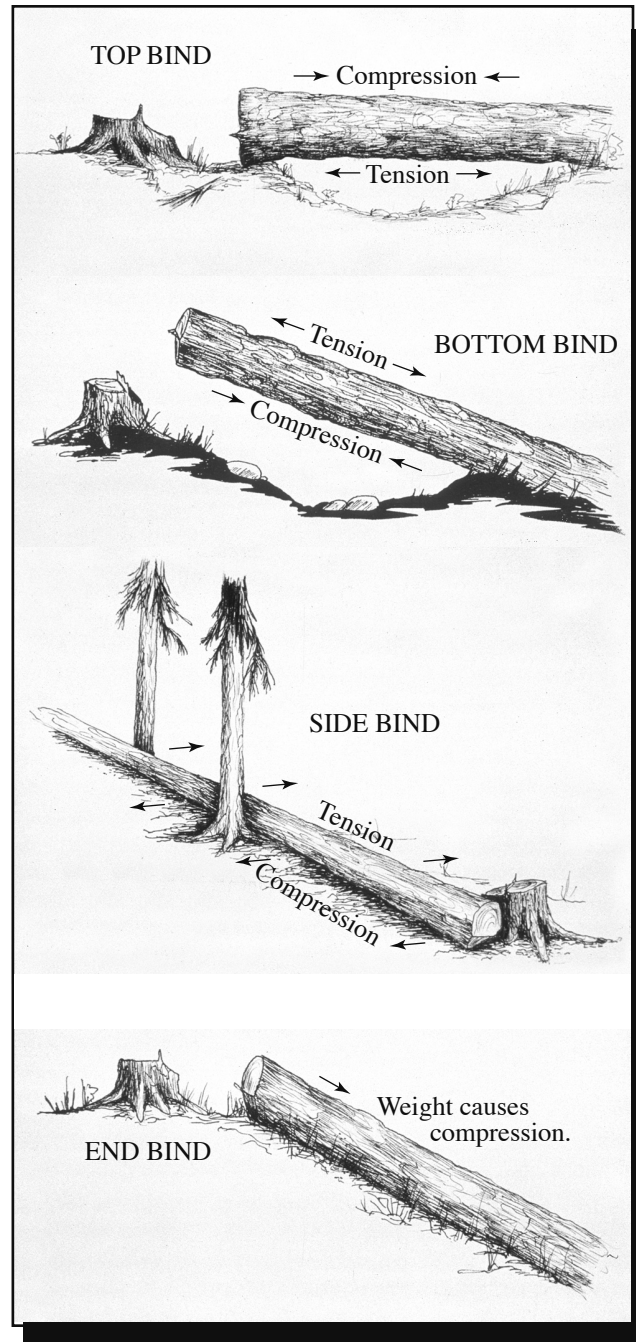 TOP BIND
Compression
Tension
Tension
BOTTOM BIND
Compression
SIDE BIND
Tension
Compression
Weight causes
compression.
END BIND